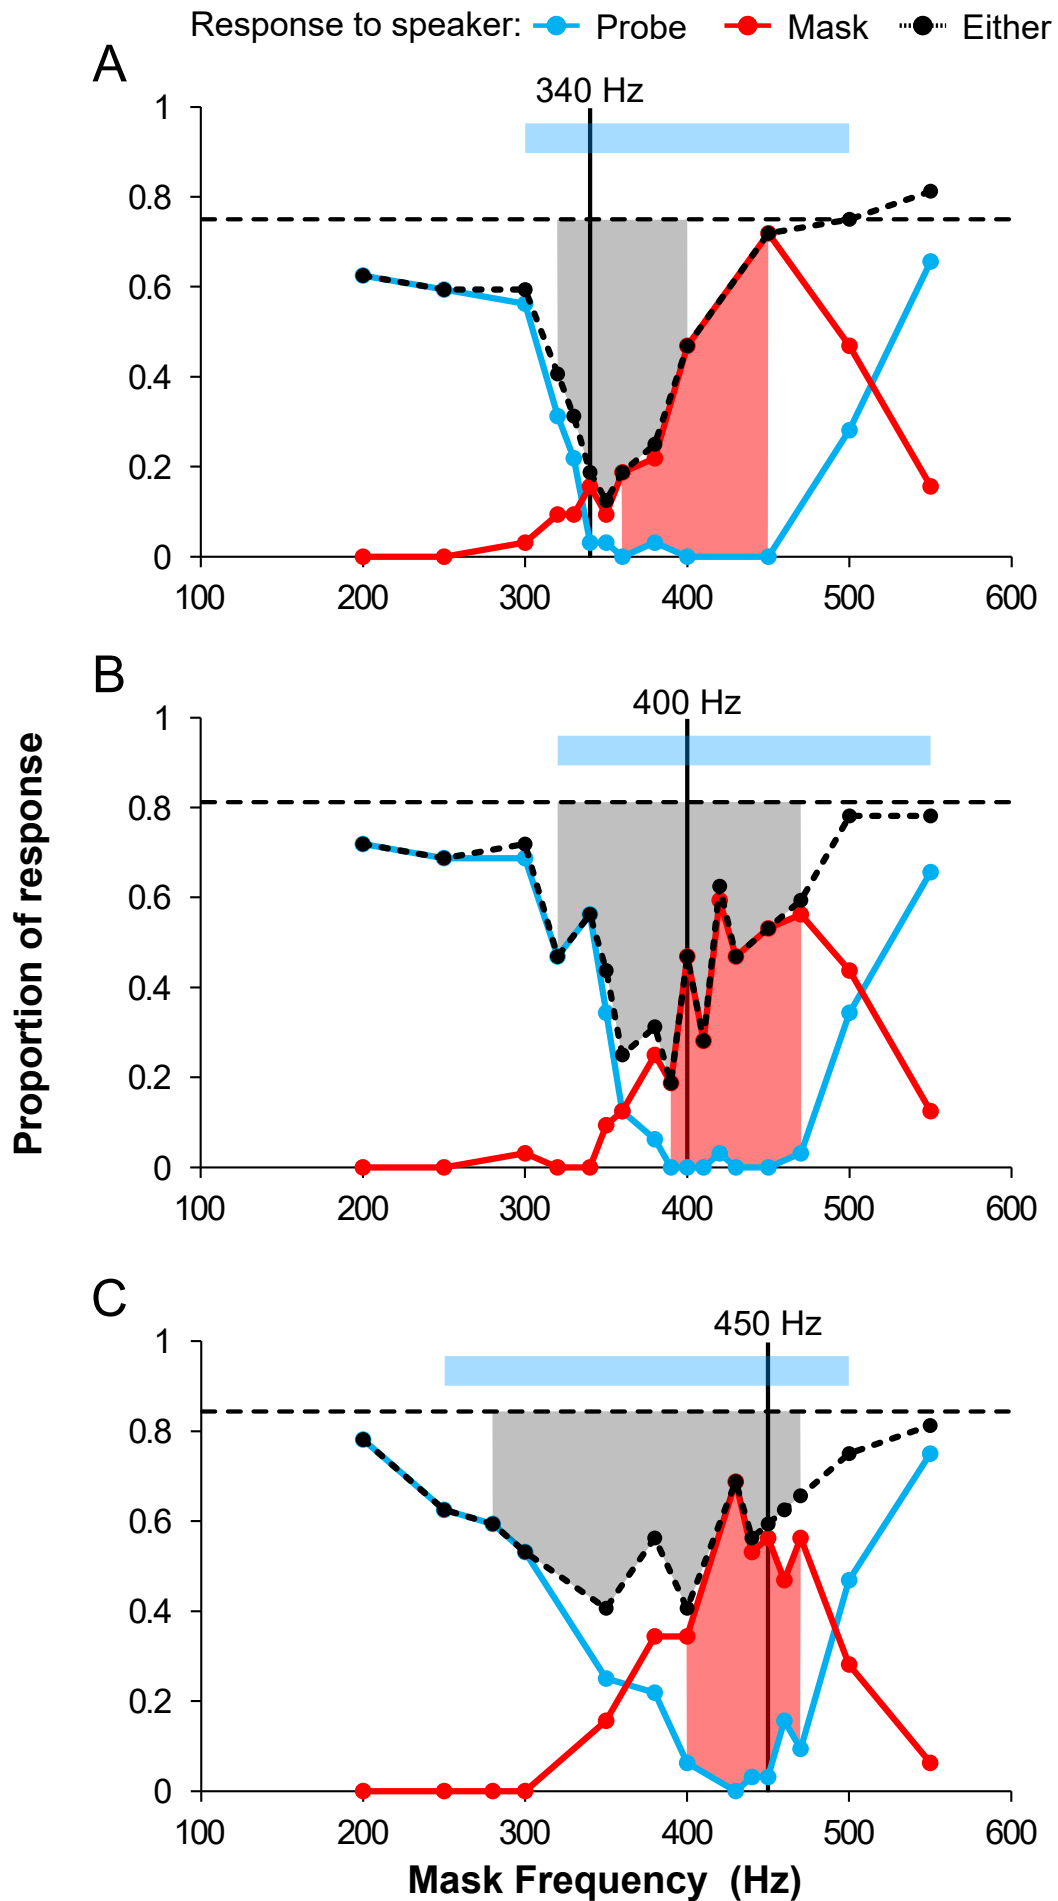 Response to speaker: Probe Mask Either
A
340 Hz
1
0.8
0.6
0.4
0.2
0
100 200 300 400 500 600
B
400 Hz
1
0.8
0.6
0.4
0.2
0
100 200 300 400 500 600
Proportion of response
C
450 Hz
1
0.8
0.6
0.4
0.2
0
100 200 300 400 500 600
Mask Frequency (Hz)